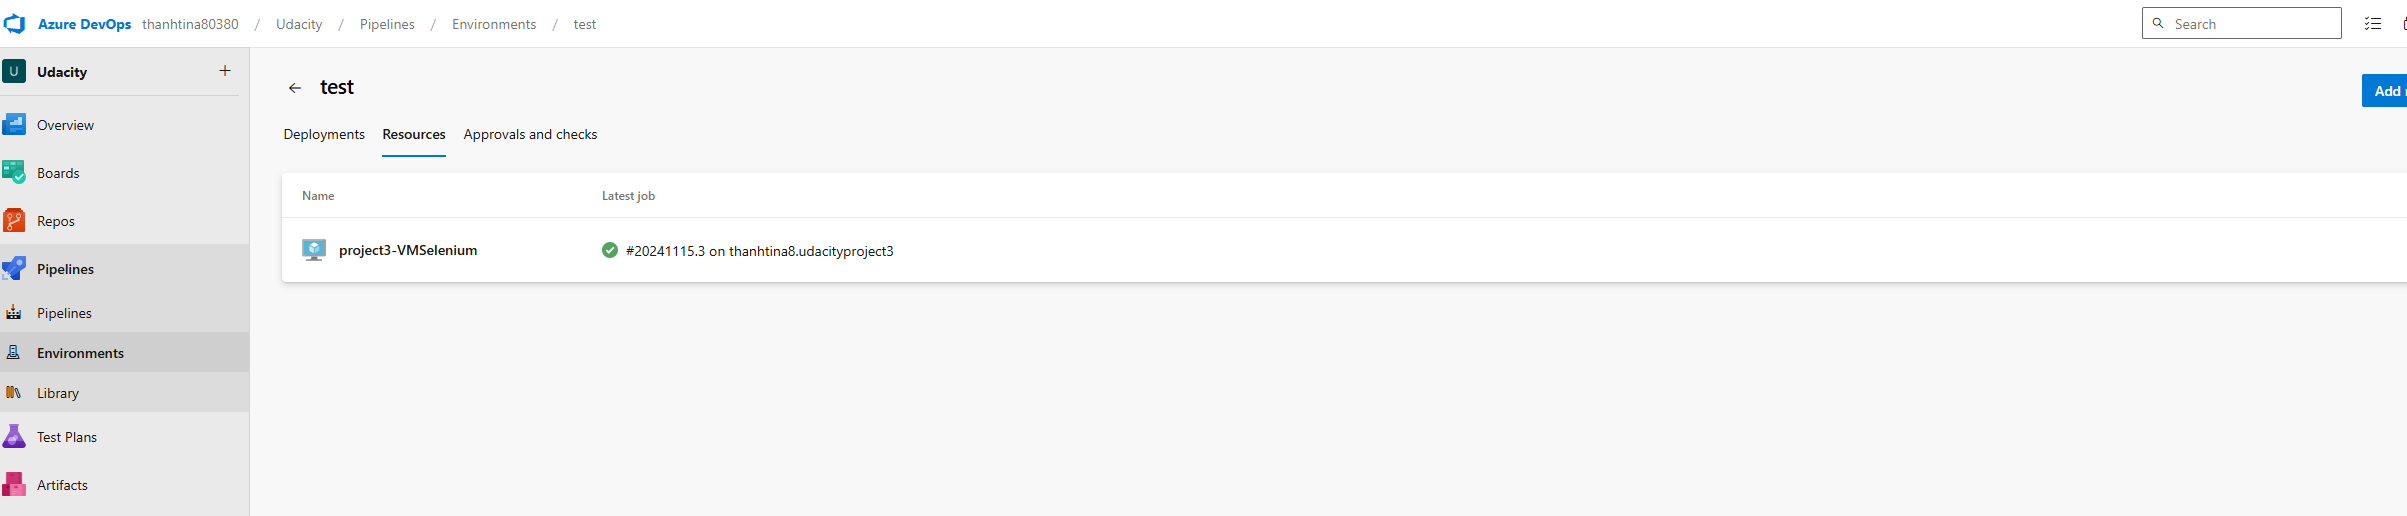 Azure DevOps thanhtina80380 / Udacity / Pipelines / Environments / test
Search
U Udacity +
Overview
Boards
Repos
Pipelines
Pipelines
Environments
Library
Test Plans
Artifacts
test
Add
Deployments Resources Approvals and checks
Name Latest job
project3-VMSelenium #20241115.3 on thanhtina8.udacityproject3